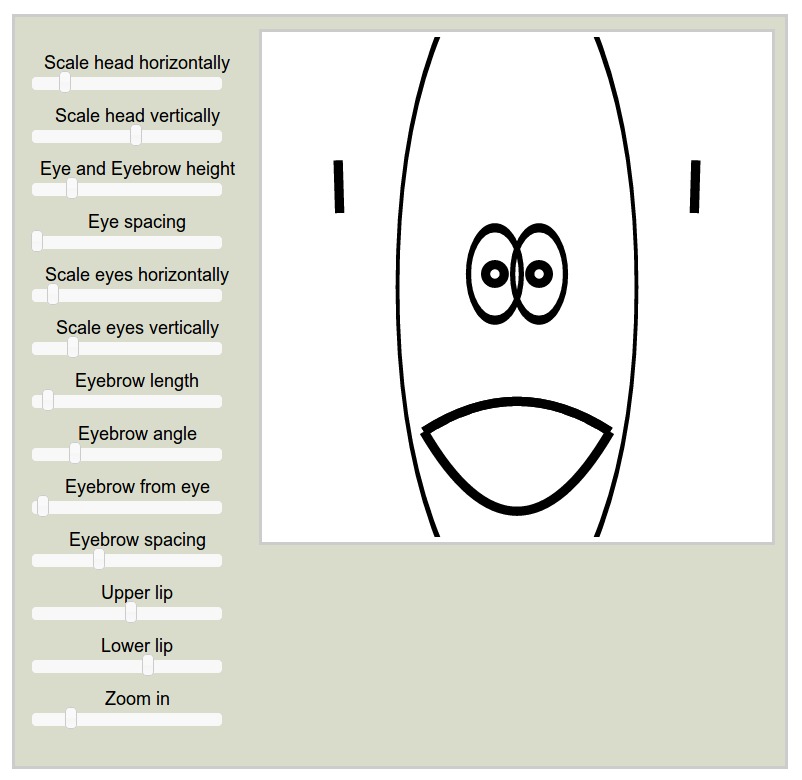 Scale head horizontally
Scale head vertically
Eye and Eyebrow height
Eye spacing
Scale eyes horizontally
Scale eyes vertically
Eyebrow length
Eyebrow angle
Eyebrow from eye
Eyebrow spacing
Upper lip
Lower lip
Zoom in